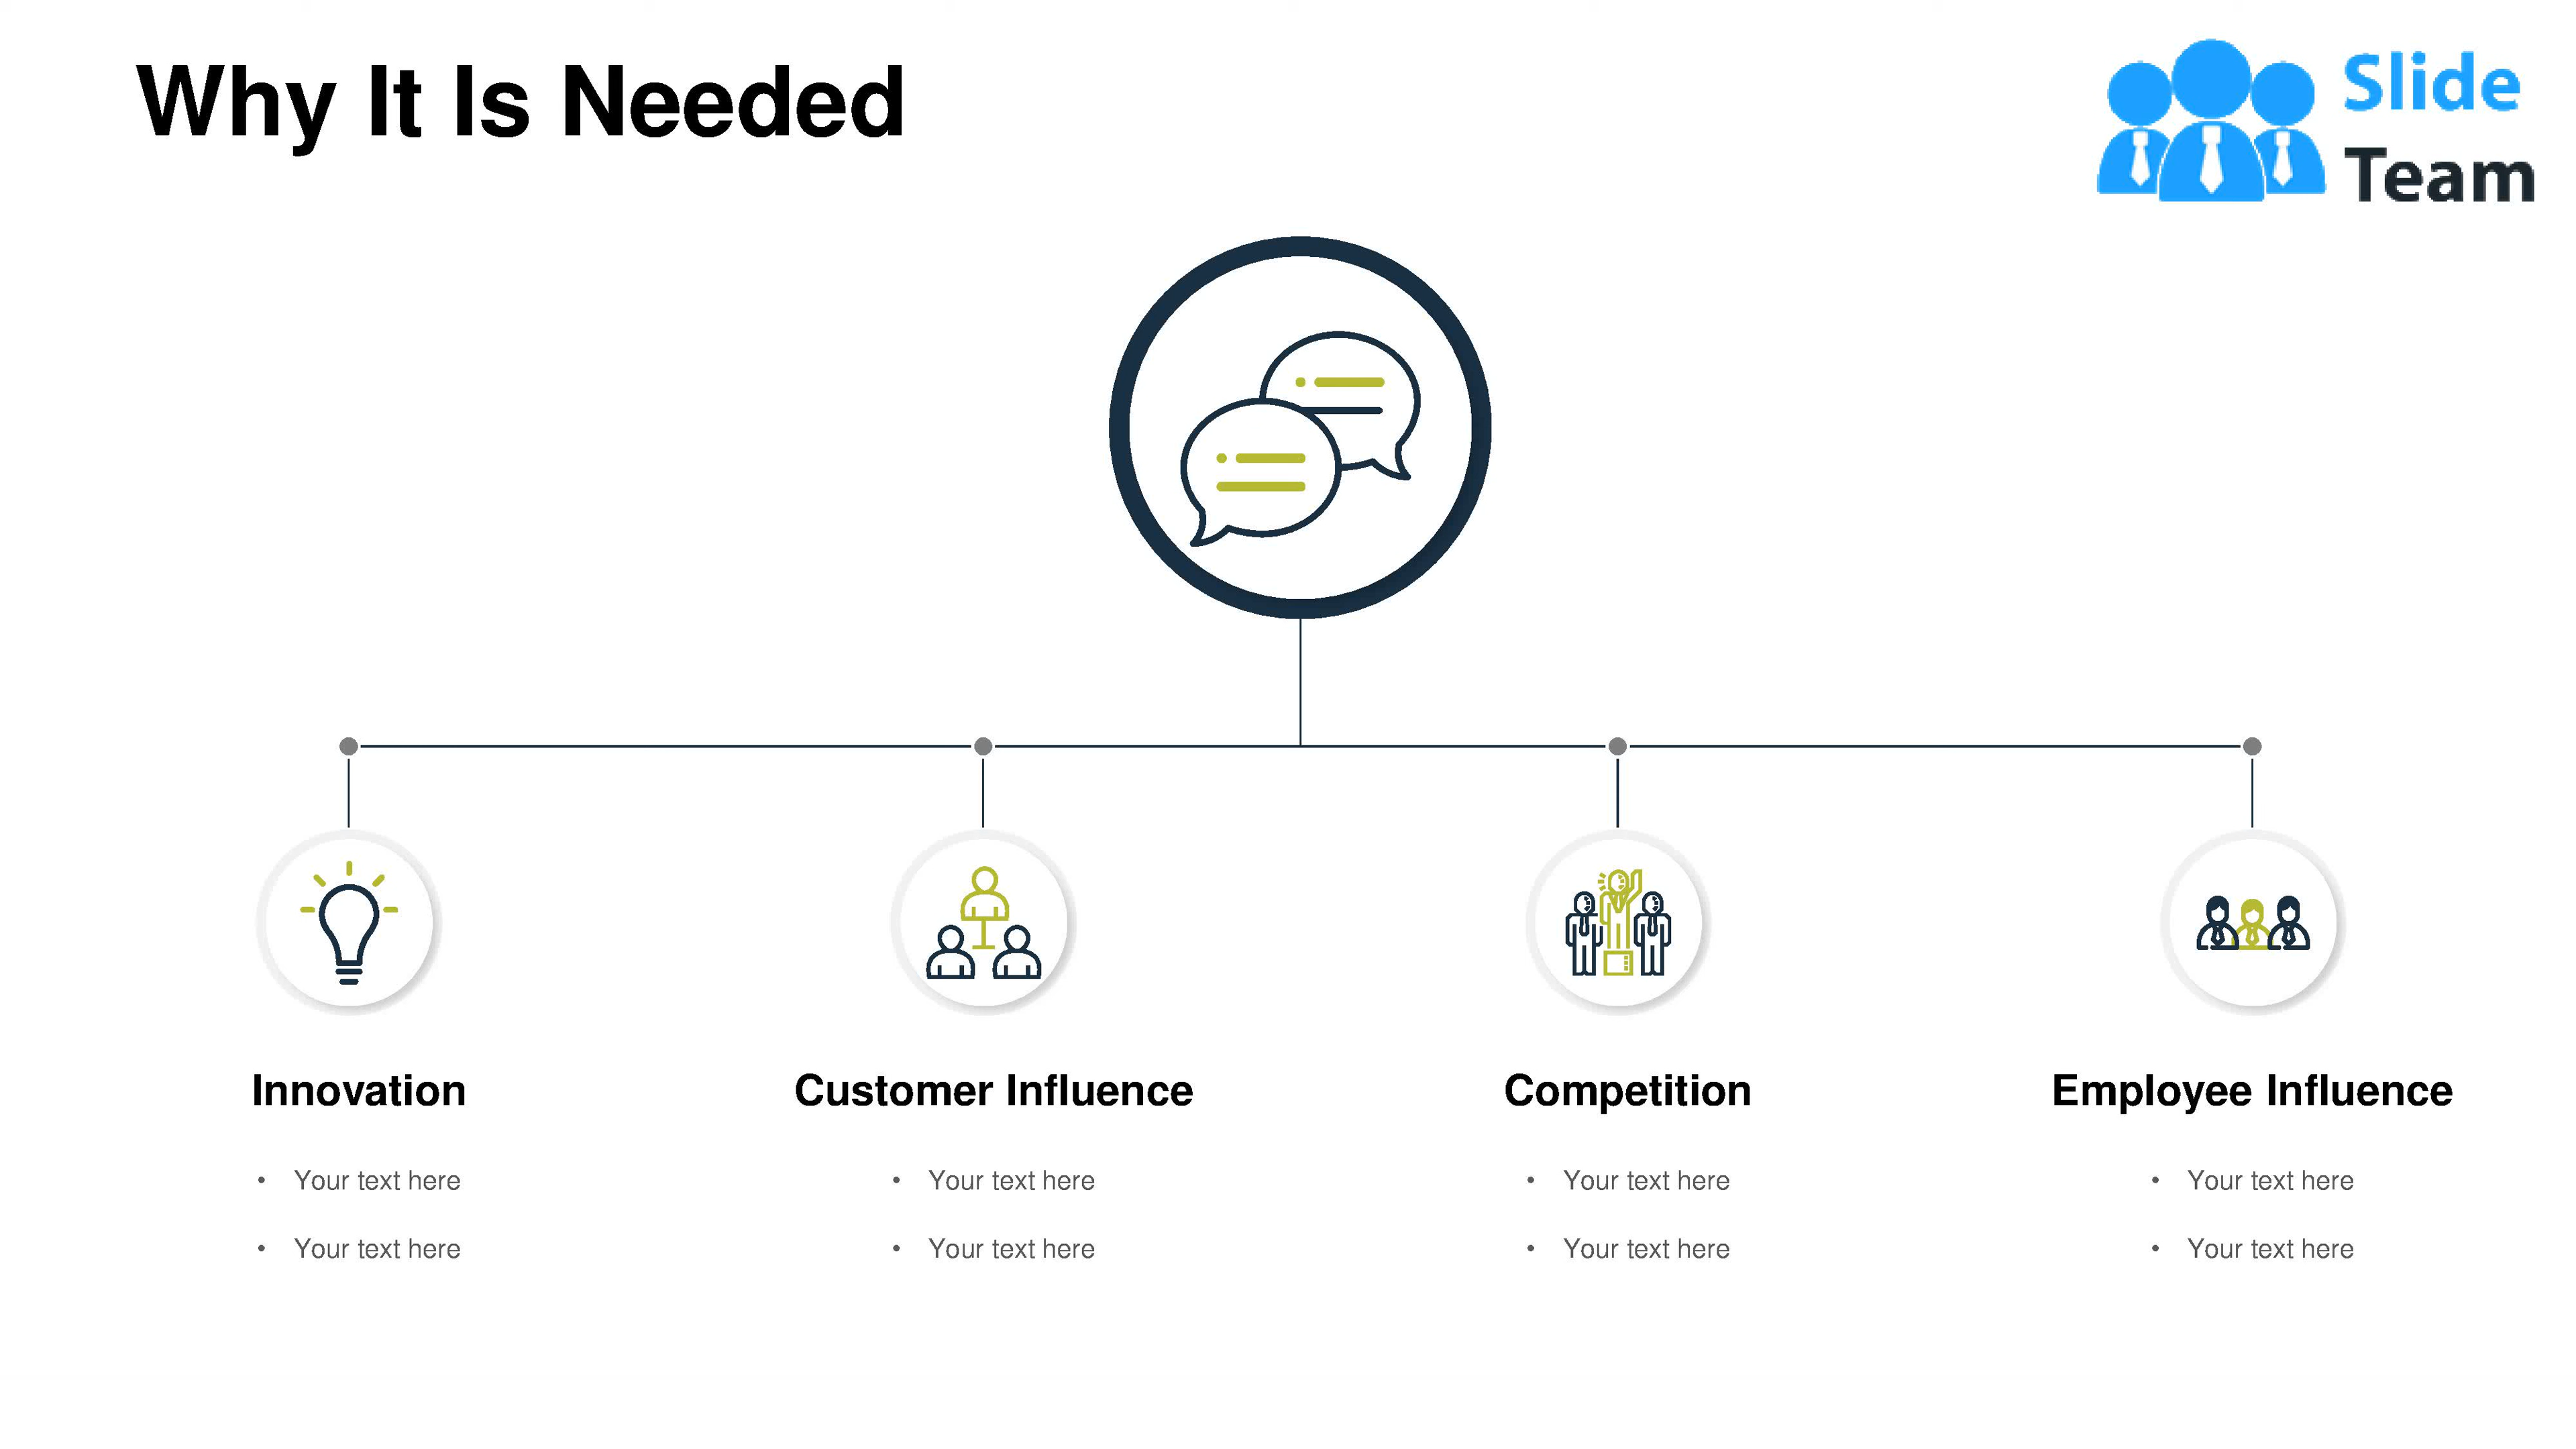 Why It Is Needed
Slide
Team
Innovation
• Your text here
• Your text here
Customer Influence
• Your text here
• Your text here
Competition
• Your text here
• Your text here
Employee Influence
• Your text here
• Your text here